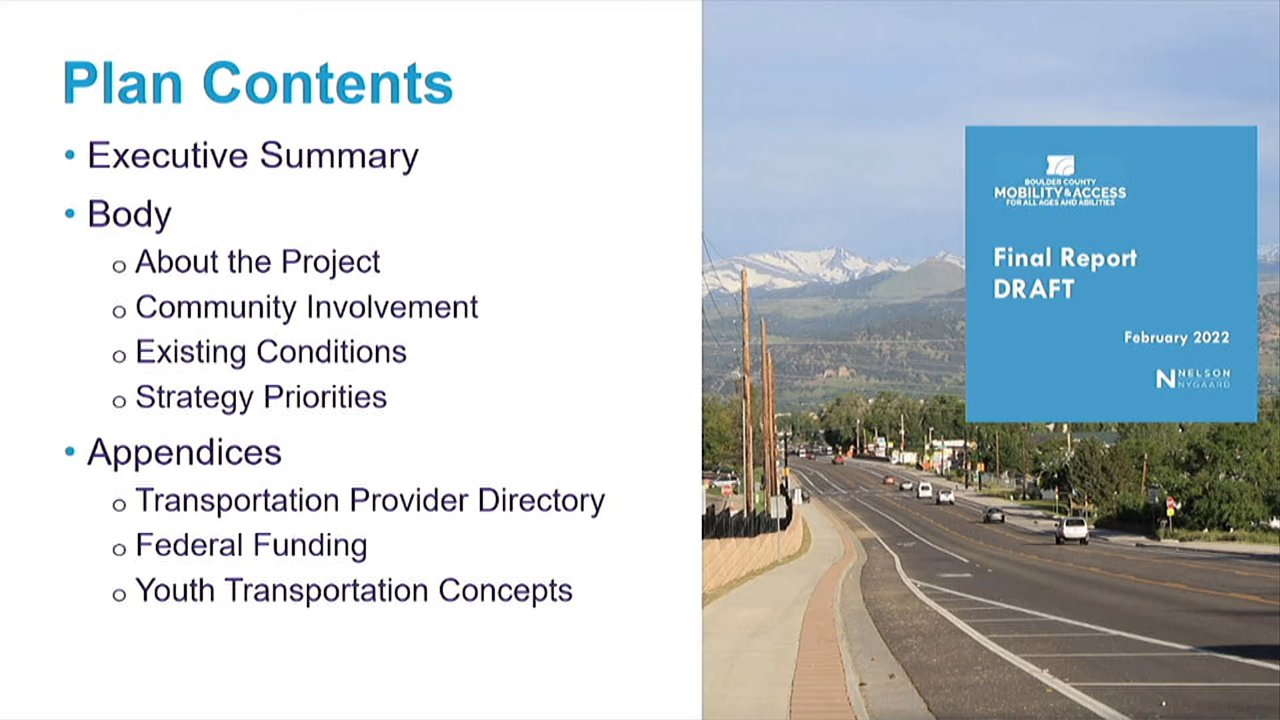 Plan Contents
• Executive Summary
• Body
o About the Project
o Community Involvement
o Existing Conditions
o Strategy Priorities
• Appendices
o Transportation Provider Directory
o Federal Funding
o Youth Transportation Concepts
BOULDER COUNTY
MOBILITY & ACCESS
FOR ALL AGES AND ABILITIES
Final Report
DRAFT
February 2022
NELSON
NYGAARD